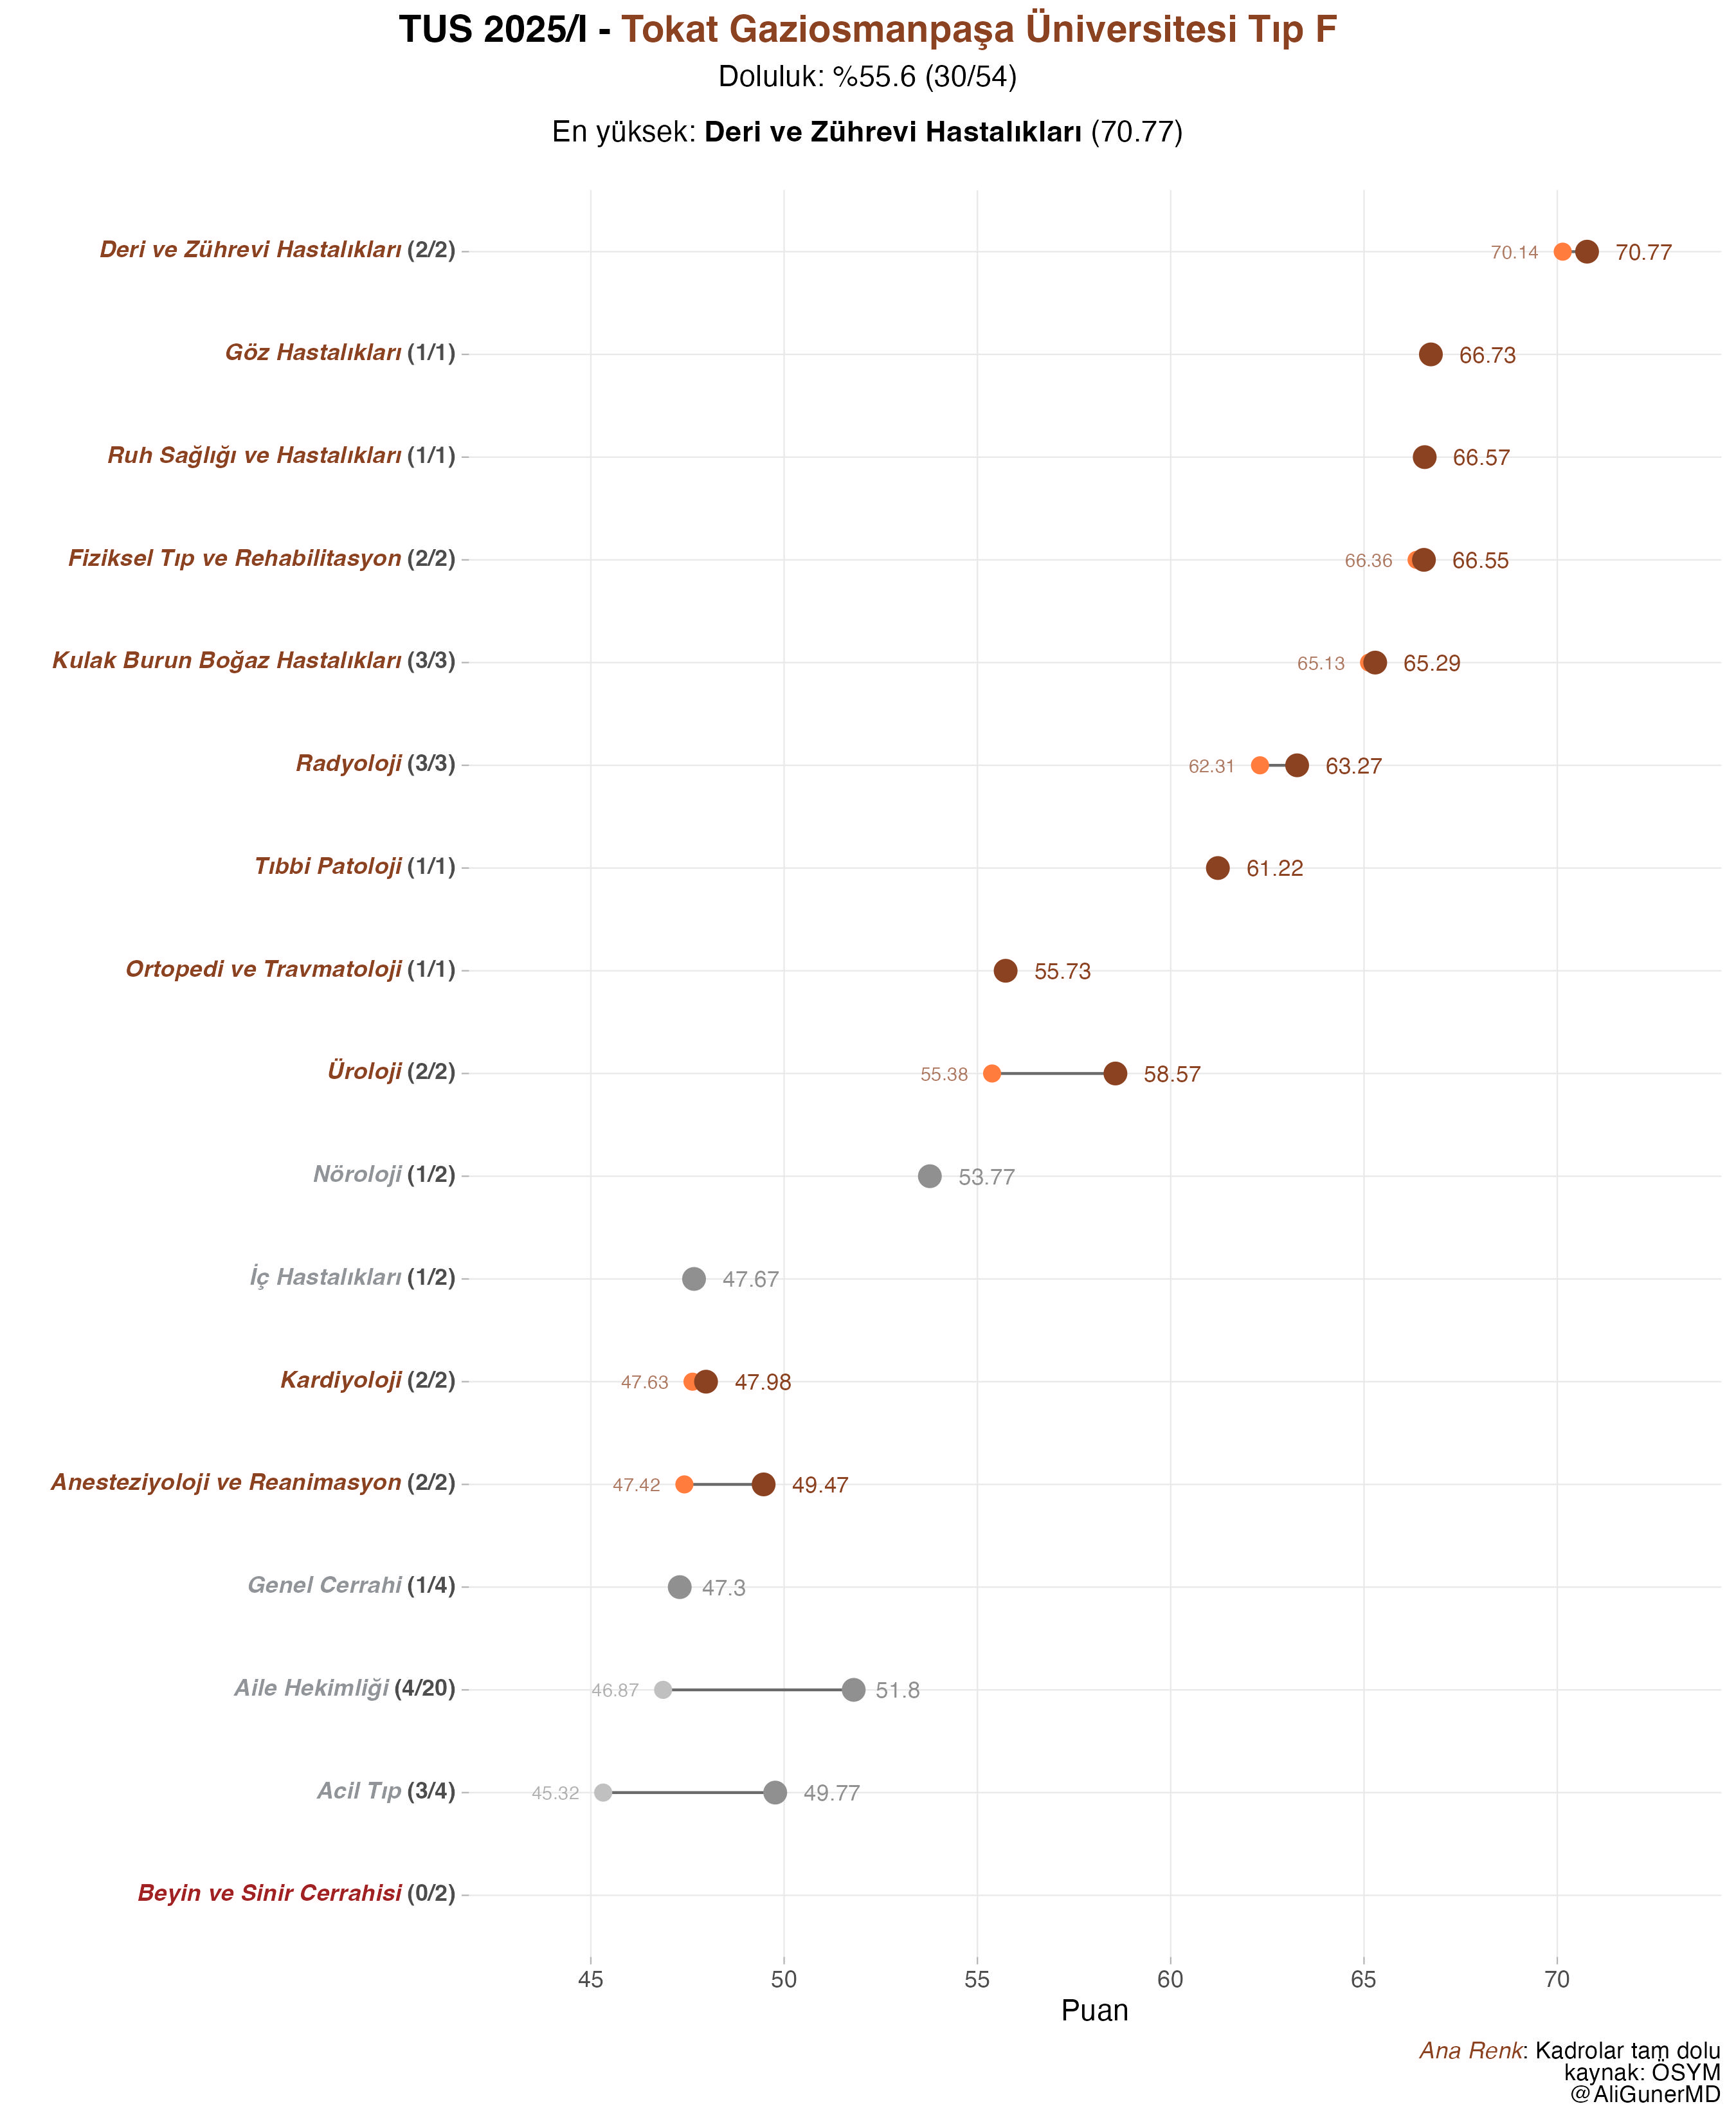 TUS 2025/I - Tokat Gaziosmanpaşa Üniversitesi Tıp F
Doluluk: %55.6 (30/54)
En yüksek: Deri ve Zührevi Hastalıkları (70.77)
Deri ve Zührevi Hastalıkları (2/2) 70.14 70.77
Göz Hastalıkları (1/1) 66.73
Ruh Sağlığı ve Hastalıkları (1/1) 66.57
Fiziksel Tıp ve Rehabilitasyon (2/2) 66.36 66.55
Kulak Burun Boğaz Hastalıkları (3/3) 65.13 65.29
Radyoloji (3/3) 62.31 63.27
Tıbbi Patoloji (1/1) 61.22
Ortopedi ve Travmatoloji (1/1) 55.73
Üroloji (2/2) 55.38 58.57
Nöroloji (1/2) 53.77
İç Hastalıkları (1/2) 47.67
Kardiyoloji (2/2) 47.63 47.98
Anesteziyoloji ve Reanimasyon (2/2) 47.42 49.47
Genel Cerrahi (1/4) 47.3
Aile Hekimliği (4/20) 46.87 51.8
Acil Tıp (3/4) 45.32 49.77
Beyin ve Sinir Cerrahisi (0/2)
45 50 55 60 65 70
Puan
Ana Renk: Kadrolar tam dolu
kaynak: ÖSYM
@AliGunerMD